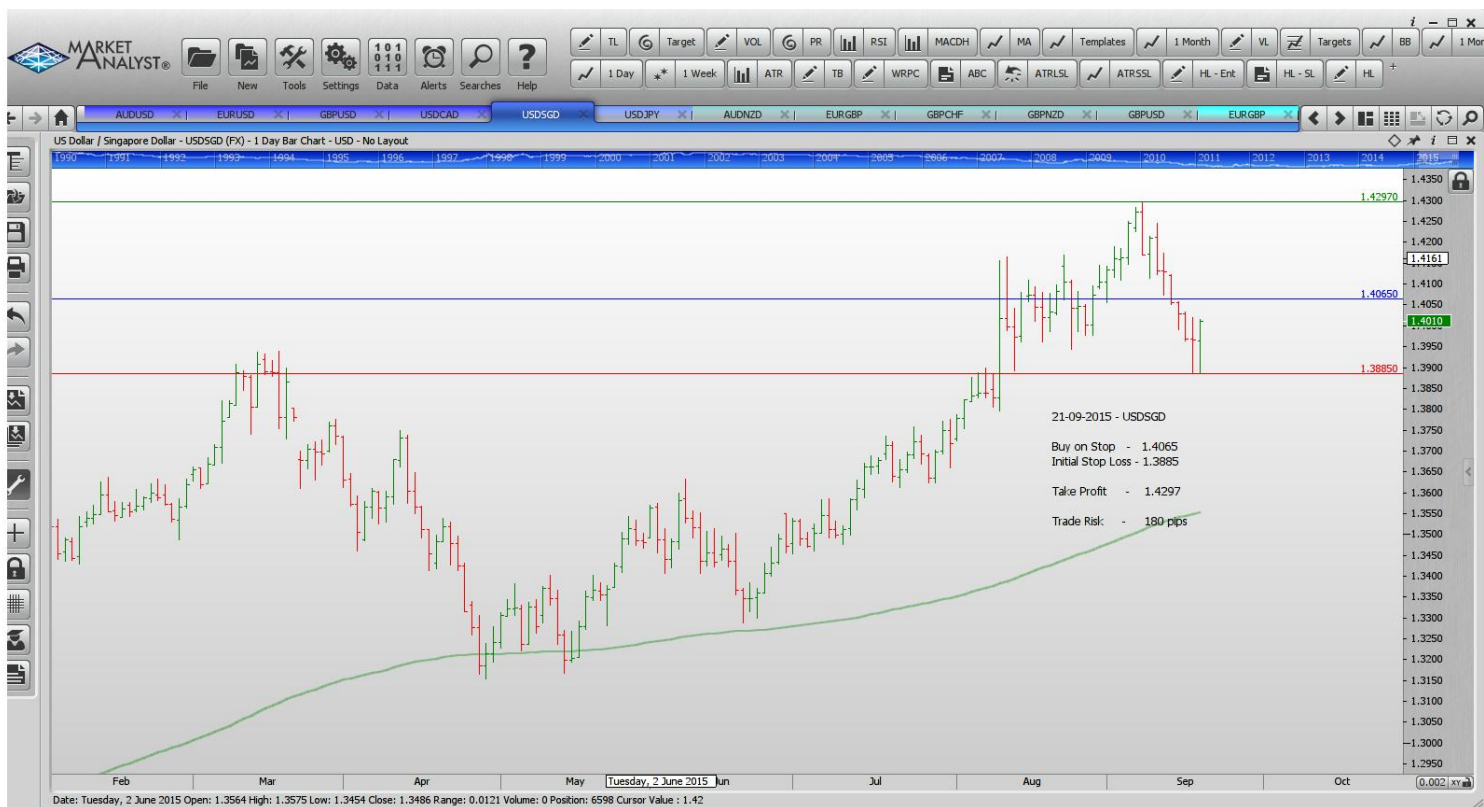 i
MARKET ANALYST®
File New Tools Settings Data Alerts Searches Help
101
010
111
TL Target VOL PR RSI MACDH MA Templates 1 Month VL Targets BB 1 Mon
1 Day 1 Week ATR TB WRPC ABC ATRLSL ATRSSL HL - Ent HL - SL HL +
AUDUSD EURUSD GBPUSD USDCAD USDSGD USDJPY AUDNZD EURGBP GBPCHF GBPNZD GBPUSD EURGBP
US Dollar / Singapore Dollar - USDSGD (FX) - 1 Day Bar Chart - USD - No Layout
i
1990 1991 1992 1993 1994 1995 1996 1997 1998 1999 2000 2001 2002 2003 2004 2005 2006 2007 2008 2009 2010 2011 2012 2013 2014 2015
1.4350
1.42970
1.4300
1.4250
1.4200
1.4161
1.4100
1.40650
1.4050
1.4010
1.3950
1.3900
1.38850
1.3850
1.3800
21-09-2015 - USDSGD
1.3750
Buy on Stop - 1.4065
1.3700
Initial Stop Loss - 1.3885
1.3650
Take Profit - 1.4297
1.3600
1.3550
Trade Risk - 180 pips
1.3500
1.3450
1.3400
1.3350
1.3300
1.3250
1.3200
1.3150
1.3100
1.3050
1.3000
1.2950
Feb Mar Apr May Tuesday, 2 June 2015 Jun Jul Aug Sep Oct 0.002 XY
Date: Tuesday, 2 June 2015 Open: 1.3564 High: 1.3575 Low: 1.3454 Close: 1.3486 Range: 0.0121 Volume: 0 Position: 6598 Cursor Value : 1.42